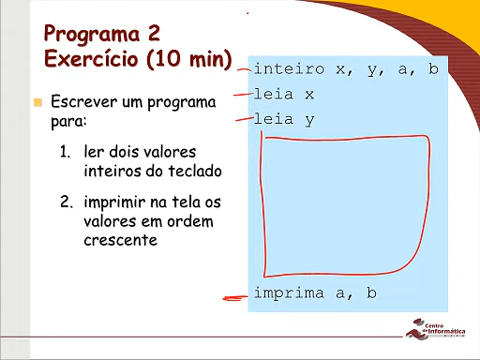 Programa 2
Exercício (10 min)
Escrever um programa
para:
1. ler dois valores
inteiros do teclado
2. imprimir na tela os
valores em ordem
crescente
inteiro x, y, a, b
leia x
leia y
imprima a, b
Centro
de Informática